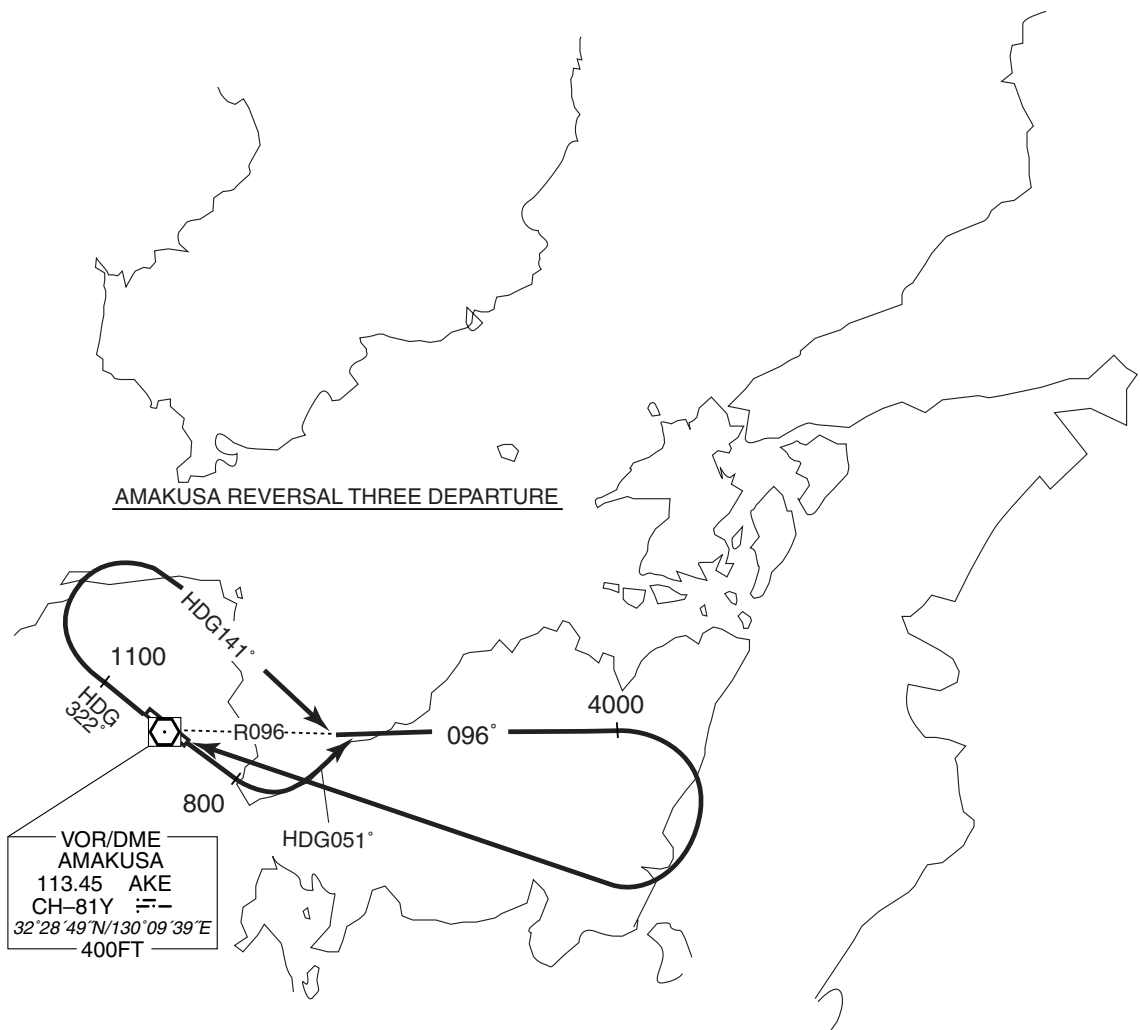 AMAKUSA REVERSAL THREE DEPARTURE
HDG141°
1100
HDG
322°
R096
096°
4000
800
HDG051°
VOR/DME
AMAKUSA
113.45 AKE
CH–81Y
32°28´49˝N/130°09´39˝E
400FT